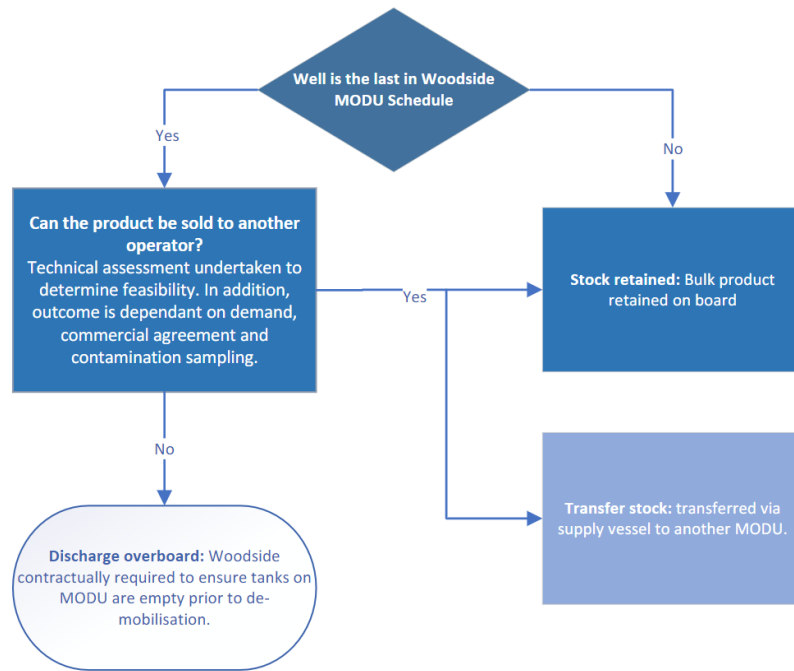 Well is the last in Woodside
MODU Schedule
Yes
No
Can the product be sold to another
operator?
Technical assessment undertaken to
determine feasibility. In addition,
outcome is dependant on demand,
commercial agreement and
contamination sampling.
Yes
Stock retained: Bulk product
retained on board
No
Transfer stock: transferred via
supply vessel to another MODU.
Discharge overboard: Woodside
contractually required to ensure tanks on
MODU are empty prior to de-
mobilisation.